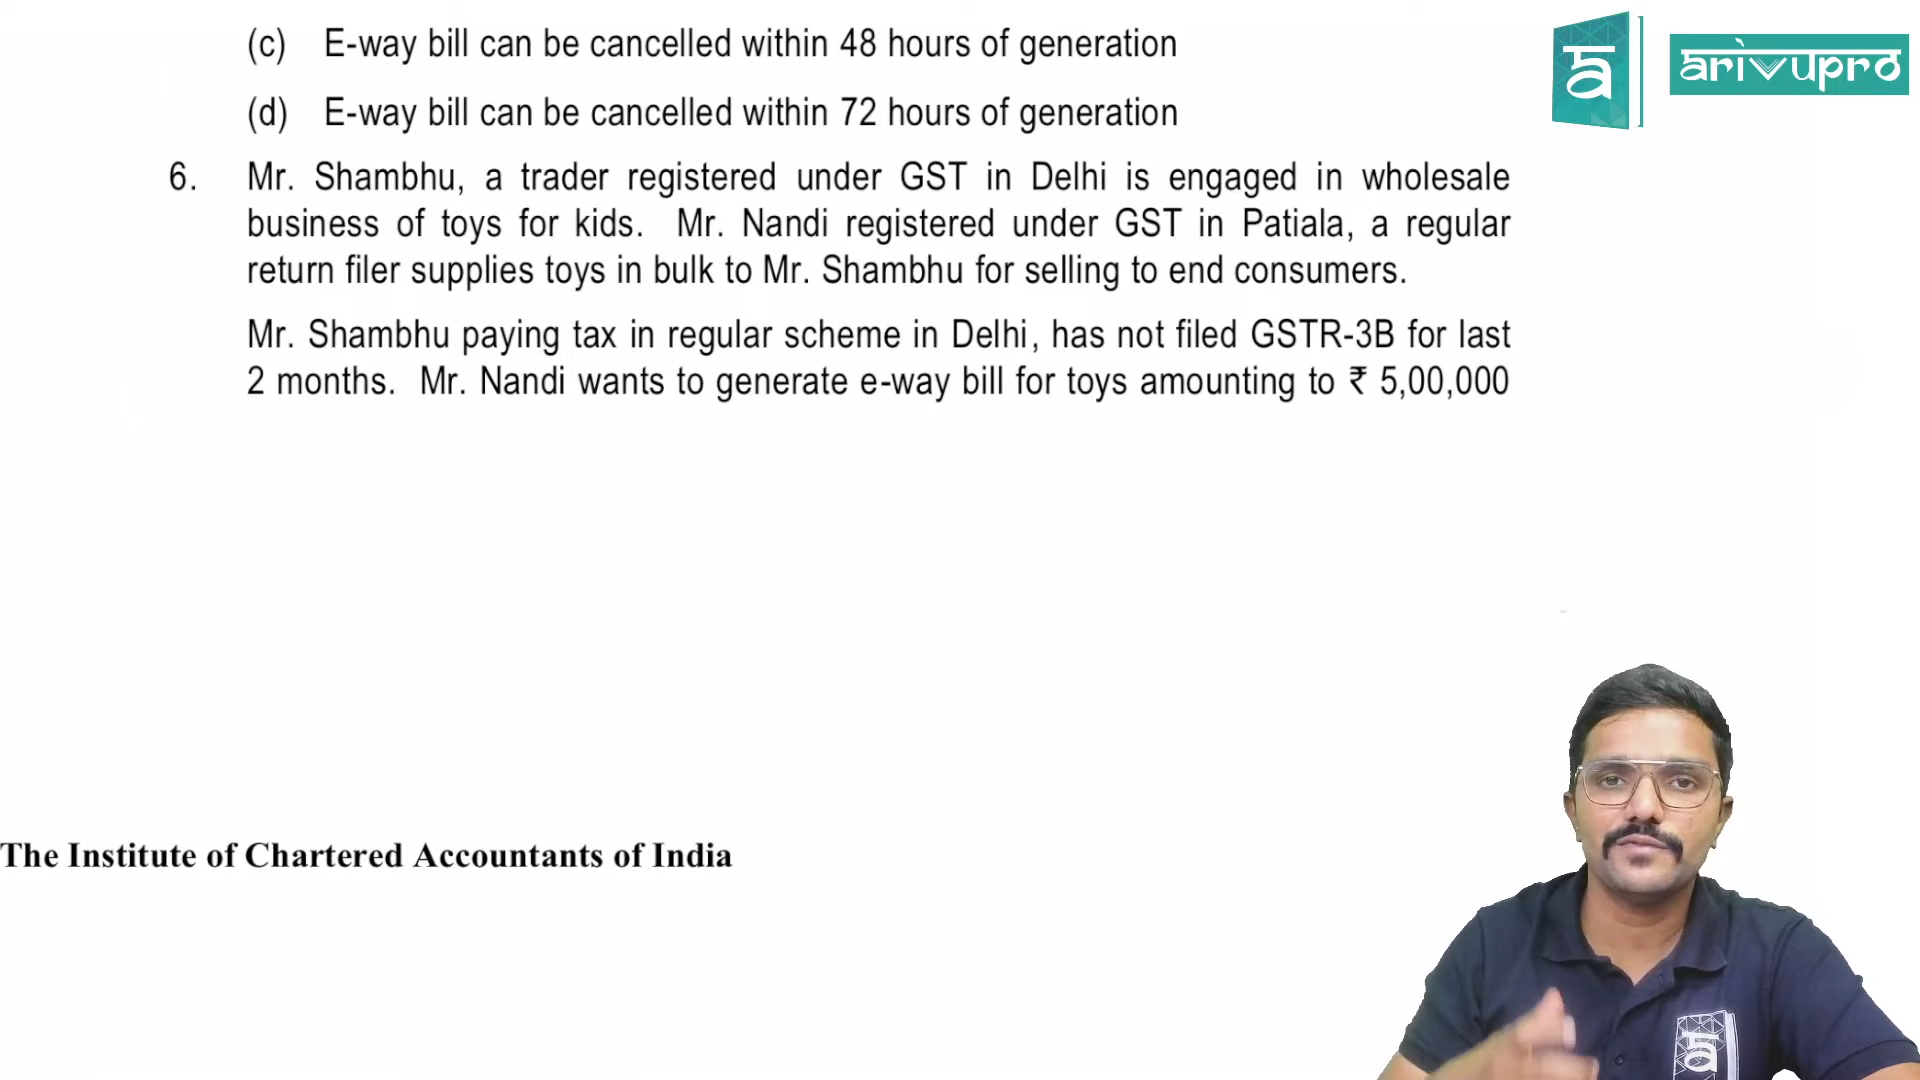 (c) E-way bill can be cancelled within 48 hours of generation
arivupro
(d) E-way bill can be cancelled within 72 hours of generation
6. Mr. Shambhu, a trader registered under GST in Delhi is engaged in wholesale
business of toys for kids. Mr. Nandi registered under GST in Patiala, a regular
return filer supplies toys in bulk to Mr. Shambhu for selling to end consumers.
Mr. Shambhu paying tax in regular scheme in Delhi, has not filed GSTR-3B for last
2 months. Mr. Nandi wants to generate e-way bill for toys amounting to ₹ 5,00,000
The Institute of Chartered Accountants of India